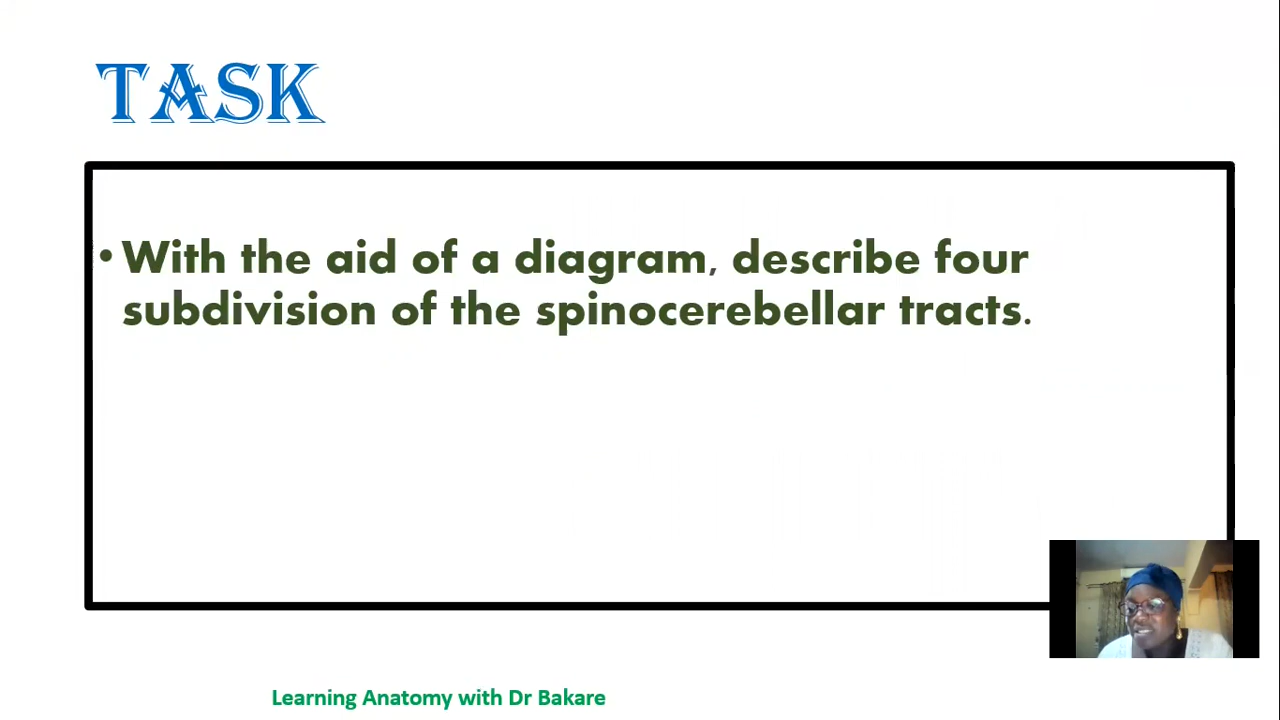 TASK
• With the aid of a diagram, describe four
subdivision of the spinocerebellar tracts.
Learning Anatomy with Dr Bakare